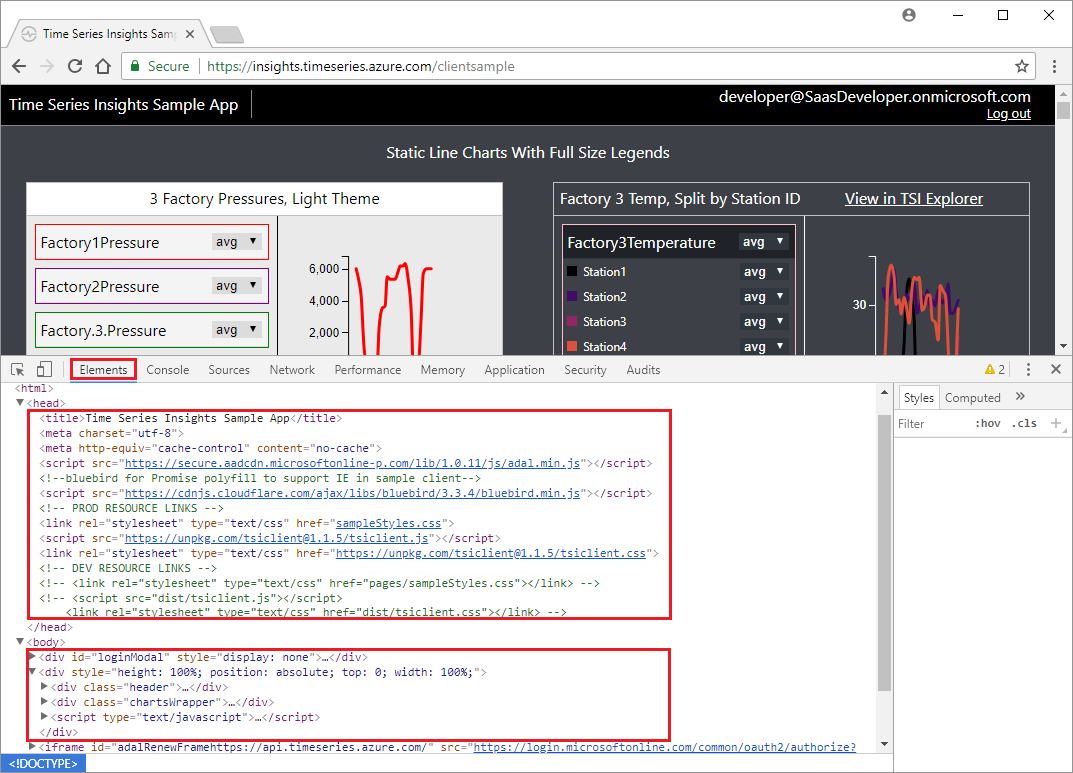 Time Series Insights Sam
Secure
https://insights.timeseries.azure.com/clientsample
Time Series Insights Sample App
developer@SaasDeveloper.onmicrosoft.com
Log out
Static Line Charts With Full Size Legends
3 Factory Pressures, Light Theme
Factory1Pressure avg
Factory2Pressure avg
Factory.3.Pressure avg
6,000
4,000
2,000
Factory 3 Temp, Split by Station ID View in TSI Explorer
Factory3Temperature avg
Station1 avg
Station2 avg
Station3 avg
Station4 avg
30
Elements Console Sources Network Performance Memory Application Security Audits 2
<html>
<head>
<title>Time Series Insights Sample App</title>
<meta charset="utf-8">
<meta http-equiv="cache-control" content="no-cache">
<script src="https://secure.aadcdn.microsoftonline-p.com/lib/1.0.11/js/adal.min.js"></script>
<!--bluebird for Promise polyfill to support IE in sample client-->
<script src="https://cdnjs.cloudflare.com/ajax/libs/bluebird/3.3.4/bluebird.min.js"></script>
<!-- PROD RESOURCE LINKS -->
<link rel="stylesheet" type="text/css" href="sampleStyles.css">
<script src="https://unpkg.com/tsiclient@1.1.5/tsiclient.js"></script>
<link rel="stylesheet" type="text/css" href="https://unpkg.com/tsiclient@1.1.5/tsiclient.css">
<!-- DEV RESOURCE LINKS -->
<!-- <link rel="stylesheet" type="text/css" href="pages/sampleStyles.css"></link> -->
<!-- <script src="dist/tsiclient.js"></script>
<link rel="stylesheet" type="text/css" href="dist/tsiclient.css"></link> -->
</head>
<body>
<div id="loginModal" style="display: none">…</div>
<div style="height: 100%; position: absolute; top: 0; width: 100%;">
<div class="header">…</div>
<div class="chartsWrapper">…</div>
<script type="text/javascript">…</script>
</div>
<iframe id="adalRenewFramehttps://api.timeseries.azure.com/" src="https://login.microsoftonline.com/common/oauth2/authorize?
<!DOCTYPE>
Styles Computed »
Filter :hov .cls +